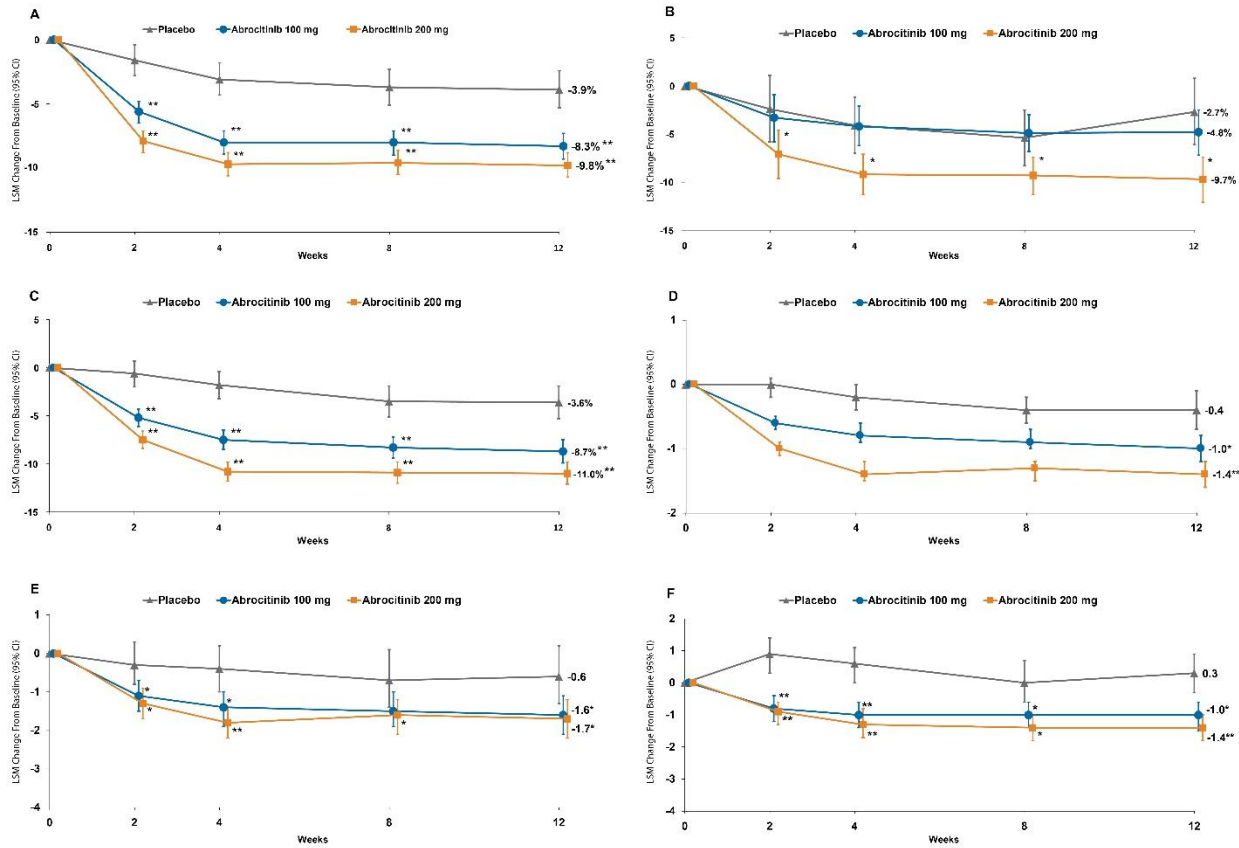 A
Placebo Abrocitinib 100 mg Abrocitinib 200 mg
LSM Change From Baseline (95% CI)
0
-5
-10
-15
** ** **
** ** **
-3.9%
-8.3%**
-9.8%**
0 2 4 8 12
Weeks
B
Placebo Abrocitinib 100 mg Abrocitinib 200 mg
LSM Change From Baseline (95% CI)
5
0
-5
-10
-15
* * * *
-2.7%
-4.8%
-9.7%
0 2 4 8 12
Weeks
C
Placebo Abrocitinib 100 mg Abrocitinib 200 mg
LSM Change From Baseline (95% CI)
5
0
-5
-10
-15
** ** **
** ** **
-3.6%
-8.7%**
-11.0%**
0 2 4 8 12
Weeks
D
Placebo Abrocitinib 100 mg Abrocitinib 200 mg
LSM Change From Baseline (95% CI)
1
0
-1
-2
-0.4
-1.0*
-1.4**
0 2 4 8 12
Weeks
E
Placebo Abrocitinib 100 mg Abrocitinib 200 mg
LSM Change From Baseline (95% CI)
1
0
-1
-2
-3
-4
* *
* ** *
-0.6
-1.6*
-1.7*
0 2 4 8 12
Weeks
F
Placebo Abrocitinib 100 mg Abrocitinib 200 mg
LSM Change From Baseline (95% CI)
2
1
0
-1
-2
-3
-4
** ** *
** ** *
0.3
-1.0*
-1.4**
0 2 4 8 12
Weeks